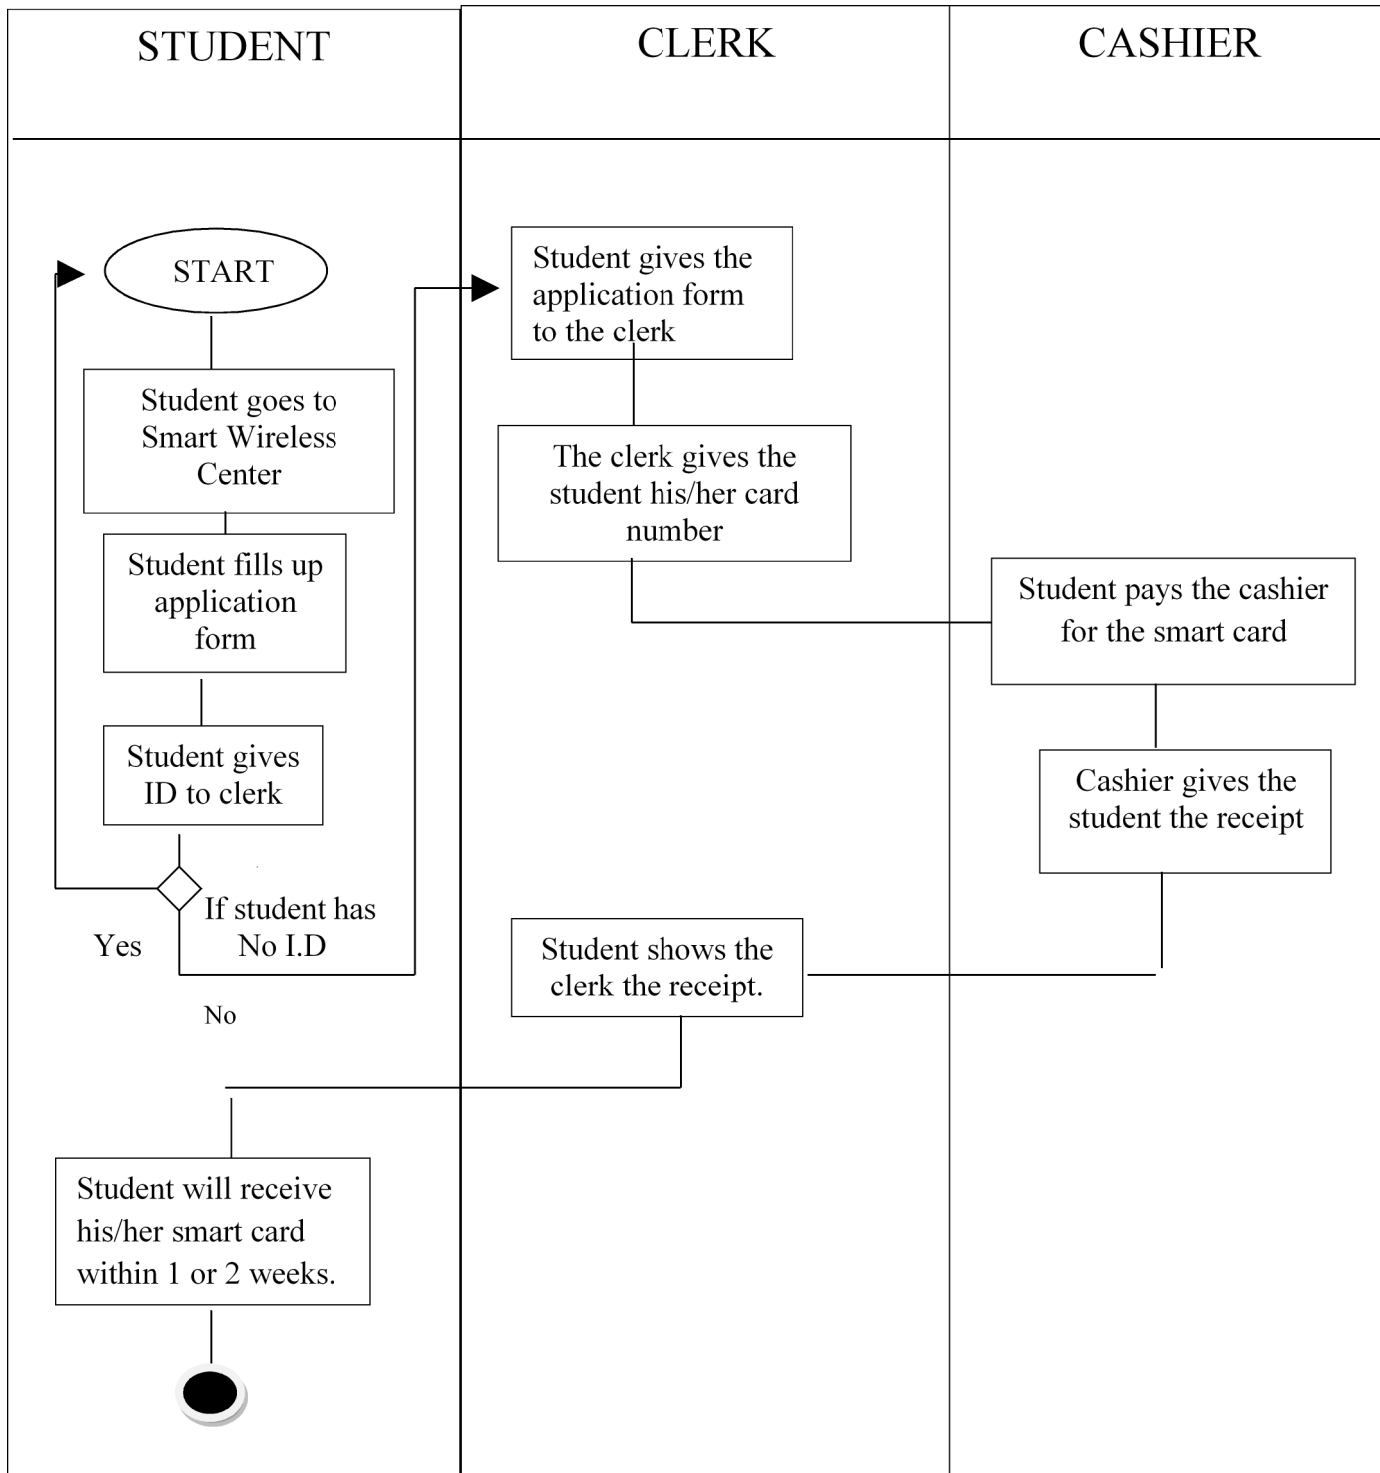 STUDENT
CLERK
CASHIER
START
Student goes to
Smart Wireless
Center
Student fills up
application
form
Student gives
ID to clerk
If student has
No I.D
Yes
No
Student gives the
application form
to the clerk
The clerk gives the
student his/her card
number
Student pays the cashier
for the smart card
Cashier gives the
student the receipt
Student shows the
clerk the receipt.
Student will receive
his/her smart card
within 1 or 2 weeks.